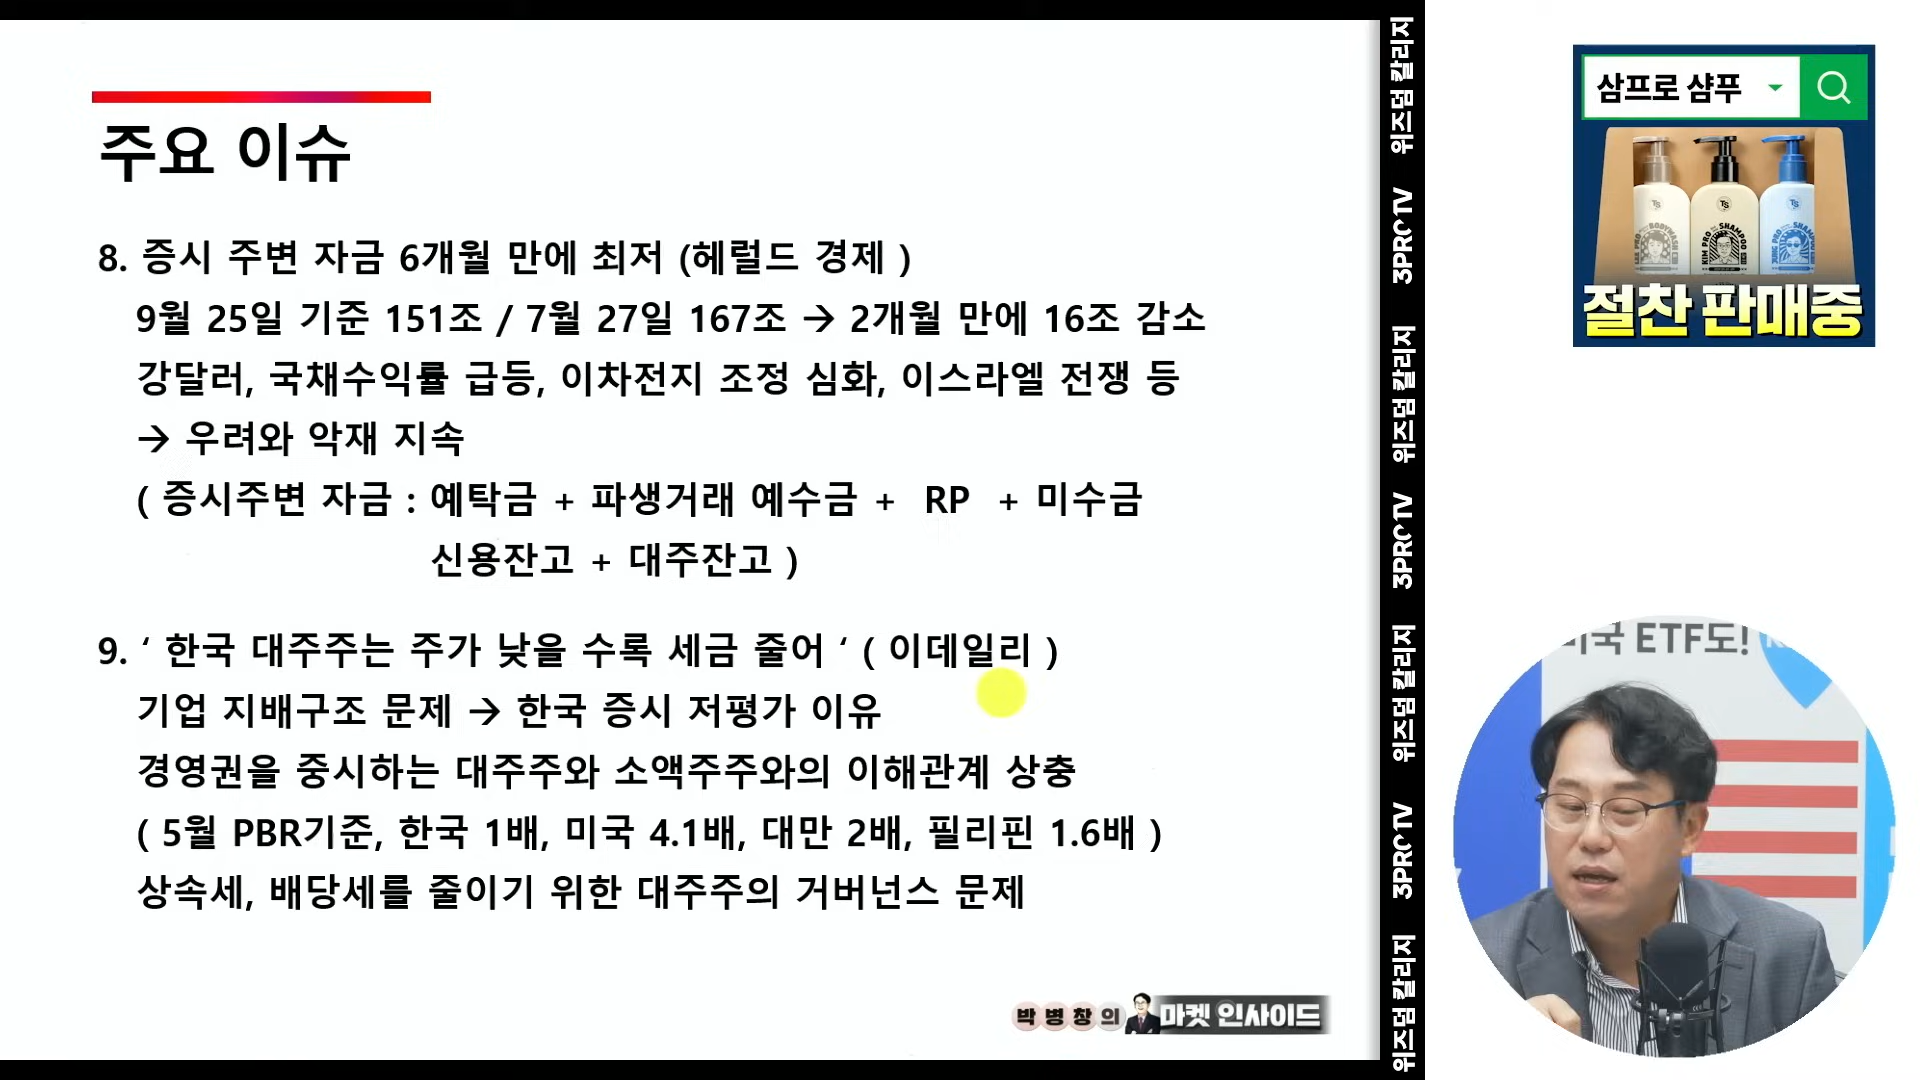 주요 이슈
8. 증시 주변 자금 6개월 만에 최저 (헤럴드 경제 )
9월 25일 기준 151조 / 7월 27일 167조 → 2개월 만에 16조 감소
강달러, 국채수익률 급등, 이차전지 조정 심화, 이스라엘 전쟁 등
→ 우려와 악재 지속
( 증시주변 자금 : 예탁금 + 파생거래 예수금 + RP + 미수금
신용잔고 + 대주잔고 )
9. ‘ 한국 대주주는 주가 낮을 수록 세금 줄어 ‘ ( 이데일리 )
기업 지배구조 문제 → 한국 증시 저평가 이유
경영권을 중시하는 대주주와 소액주주와의 이해관계 상충
( 5월 PBR기준, 한국 1배, 미국 4.1배, 대만 2배, 필리핀 1.6배 )
상속세, 배당세를 줄이기 위한 대주주의 거버넌스 문제
박병창의 마켓 인사이드
위즈덤 칼리지
3PROTV
위즈덤 칼리지
3PROTV
위즈덤 칼리지
3PROTV
위즈덤 칼리지
삼프로 샴푸
TS
TS
TS
BODYWASH
KIM PRO SHAMPOO
JUNG PRO SHAMPOO
절찬 판매중
미국 ETF도!